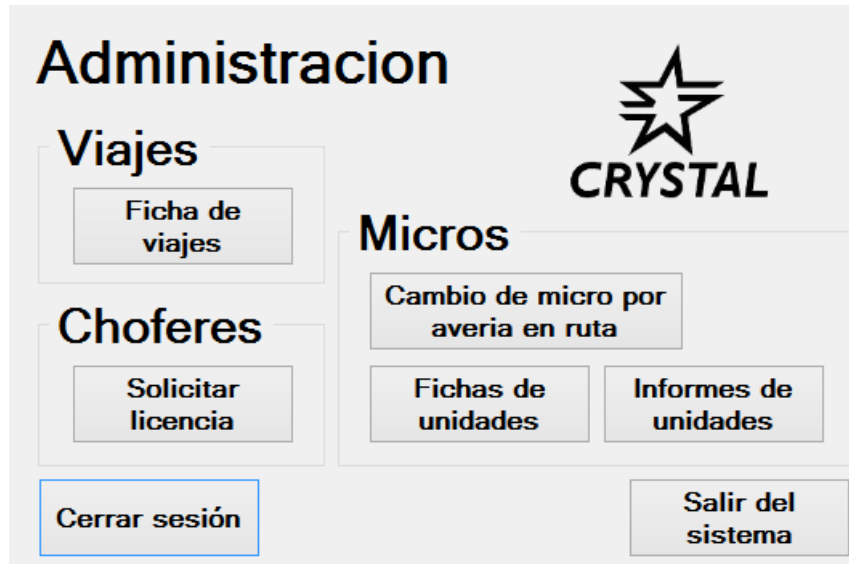 Administracion
CRYSTAL
Viajes
Ficha de
viajes
Micros
Cambio de micro por
averia en ruta
Choferes
Solicitar
licencia
Fichas de
unidades
Informes de
unidades
Cerrar sesión
Salir del
sistema